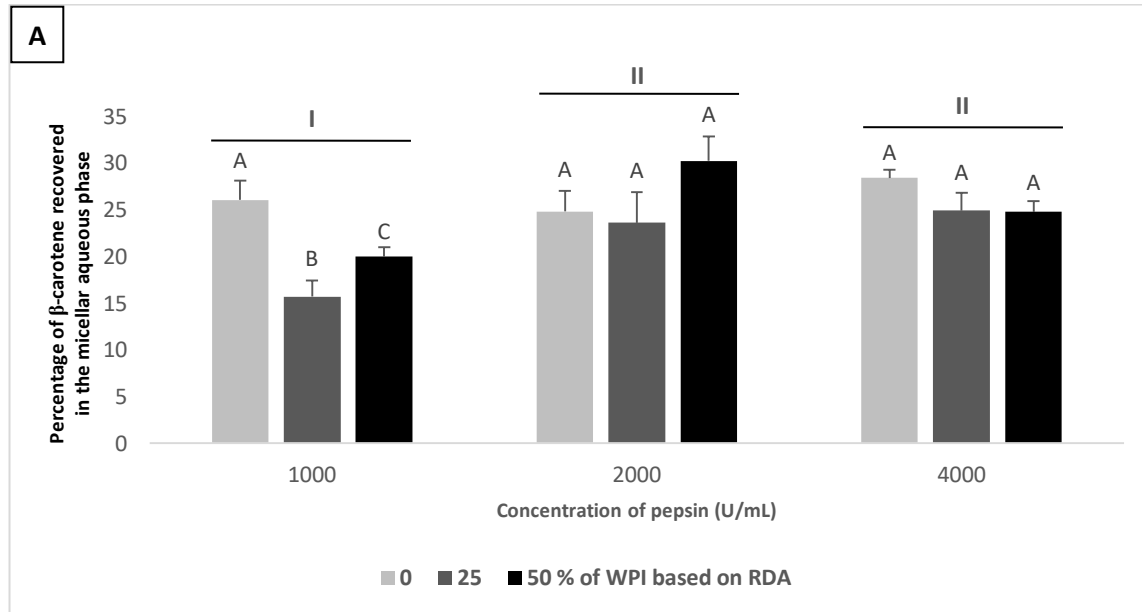 A
Percentage of β-carotene recovered
in the micellar aqueous phase
35
30
25
20
15
10
5
0
I
II
II
A
B
C
A
A
A
A
A
A
1000
2000
4000
Concentration of pepsin (U/mL)
0
25
50 % of WPI based on RDA